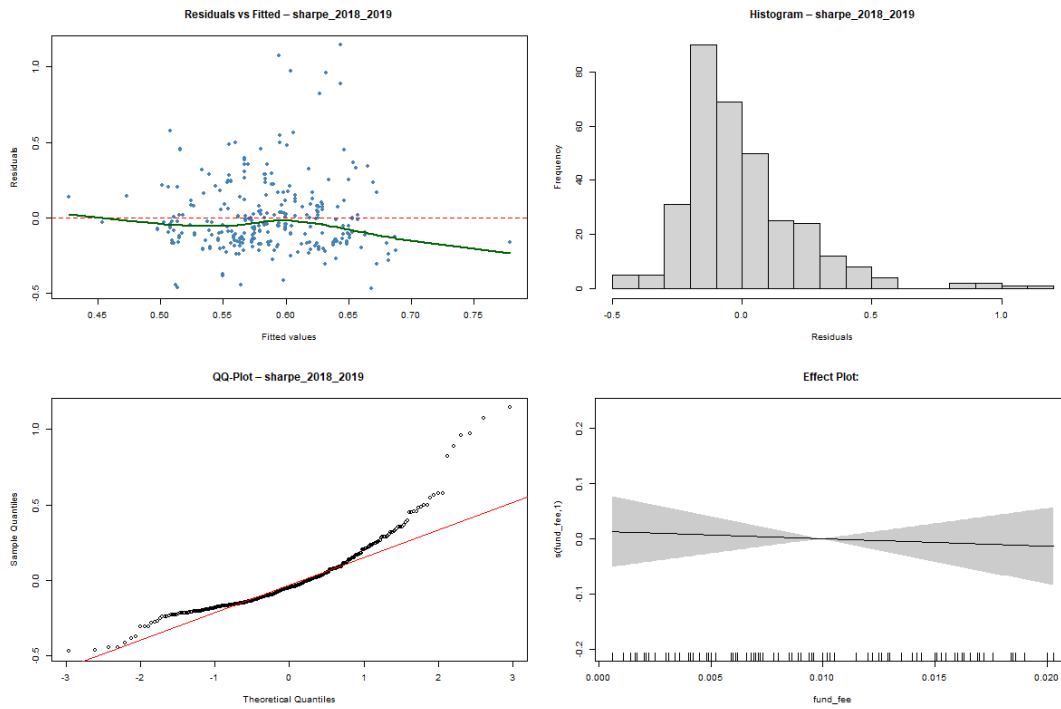 Residuals vs Fitted – sharpe_2018_2019
Residuals
-0.5 0.0 0.5 1.0
0.45 0.50 0.55 0.60 0.65 0.70 0.75
Fitted values
Histogram – sharpe_2018_2019
Frequency
0 20 40 60 80
-0.5 0.0 0.5 1.0
Residuals
QQ-Plot – sharpe_2018_2019
Sample Quantiles
-0.5 0.0 0.5 1.0
-3 -2 -1 0 1 2 3
Theoretical Quantiles
Effect Plot:
s(fund_fee,1)
-0.2 -0.1 0.0 0.1 0.2
0.000 0.005 0.010 0.015 0.020
fund_fee